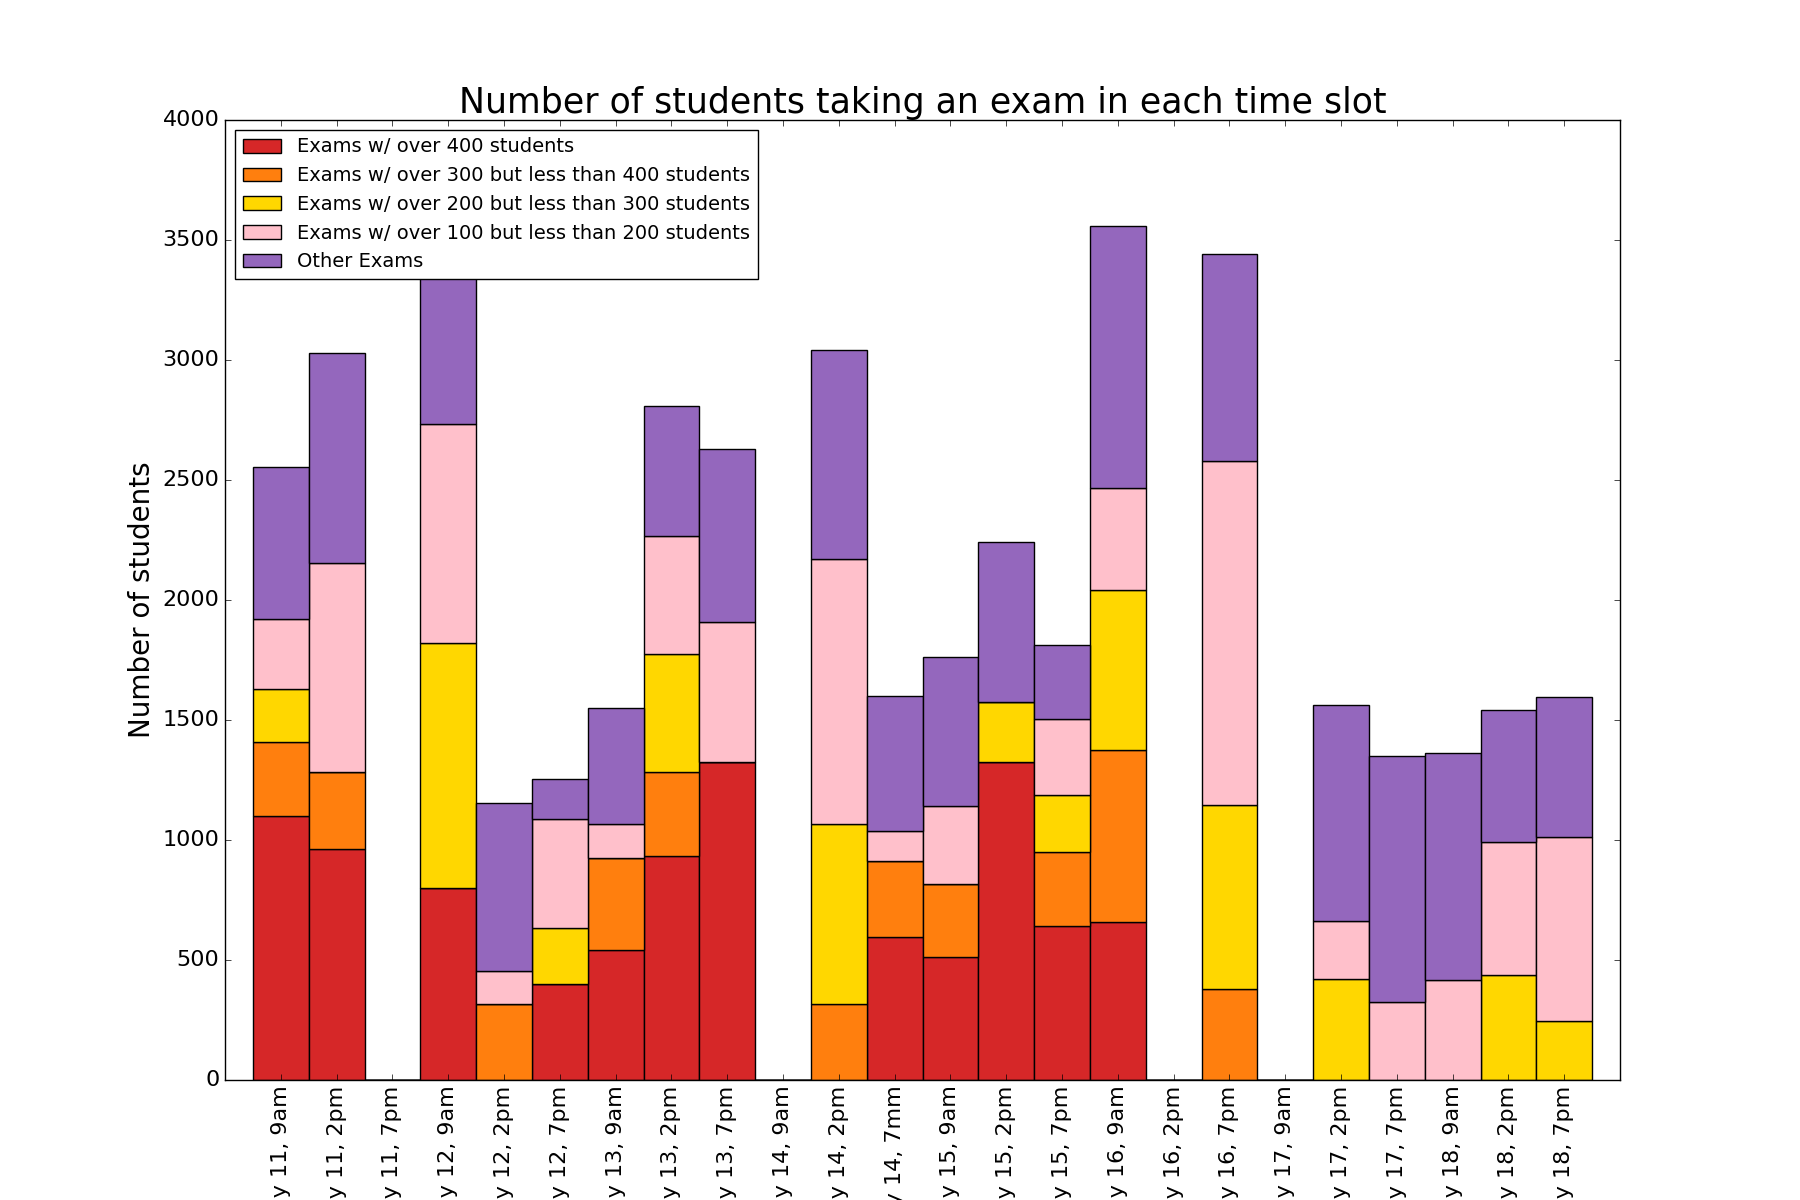 Number of students taking an exam in each time slot
Exams w/ over 400 students
Exams w/ over 300 but less than 400 students
Exams w/ over 200 but less than 300 students
Exams w/ over 100 but less than 200 students
Other Exams
Number of students
4000
3500
3000
2500
2000
1500
1000
500
0
y 11, 9am
y 11, 2pm
y 11, 7pm
y 12, 9am
y 12, 2pm
y 12, 7pm
y 13, 9am
y 13, 2pm
y 13, 7pm
y 14, 9am
y 14, 2pm
y 14, 7mm
y 15, 9am
y 15, 2pm
y 15, 7pm
y 16, 9am
y 16, 2pm
y 16, 7pm
y 17, 9am
y 17, 2pm
y 17, 7pm
y 18, 9am
y 18, 2pm
y 18, 7pm